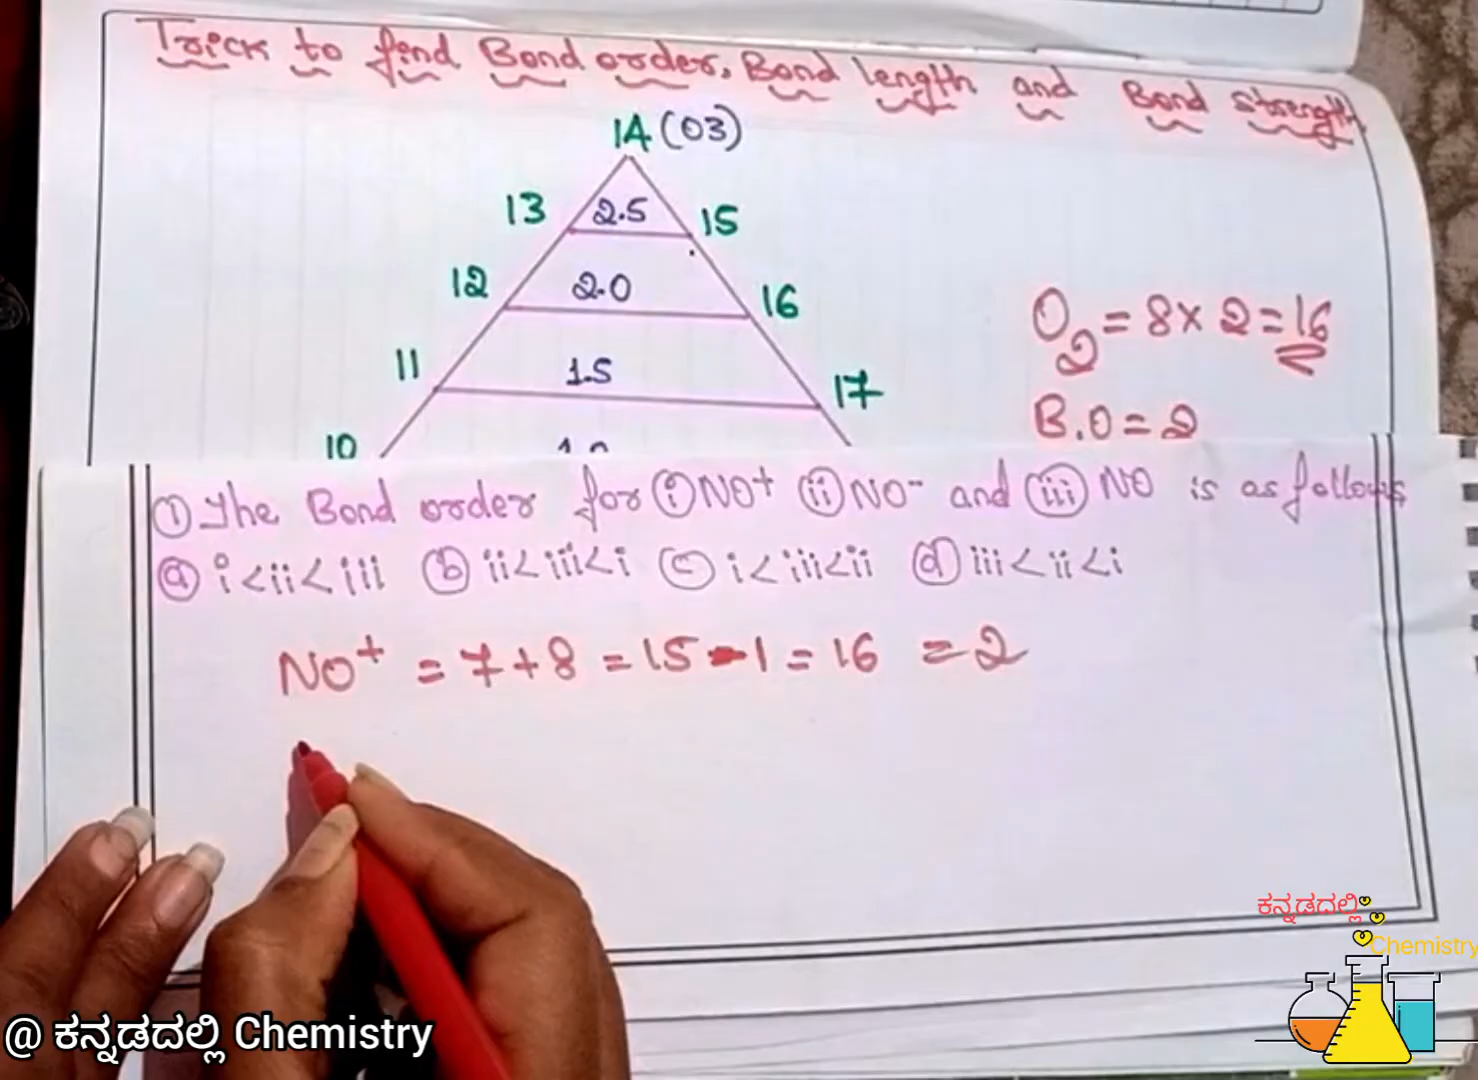 Trick to find Bond order, Bond length and Bond strength.
14 (03)
13 2.5 15
12 2.0 16
11 1.5 17
10
O2 = 8 × 2 = 16
B.O = 2
① The Bond order for (i) NO+ (ii) NO- and (iii) NO is as follows
(a) i < ii < iii (b) ii < iii < i (c) i < iii < ii (d) iii < ii < i
NO+ = 7 + 8 = 15 - 1 = 16 = 2
ಕನ್ನಡದಲ್ಲಿ
Chemistry
@ ಕನ್ನಡದಲ್ಲಿ Chemistry